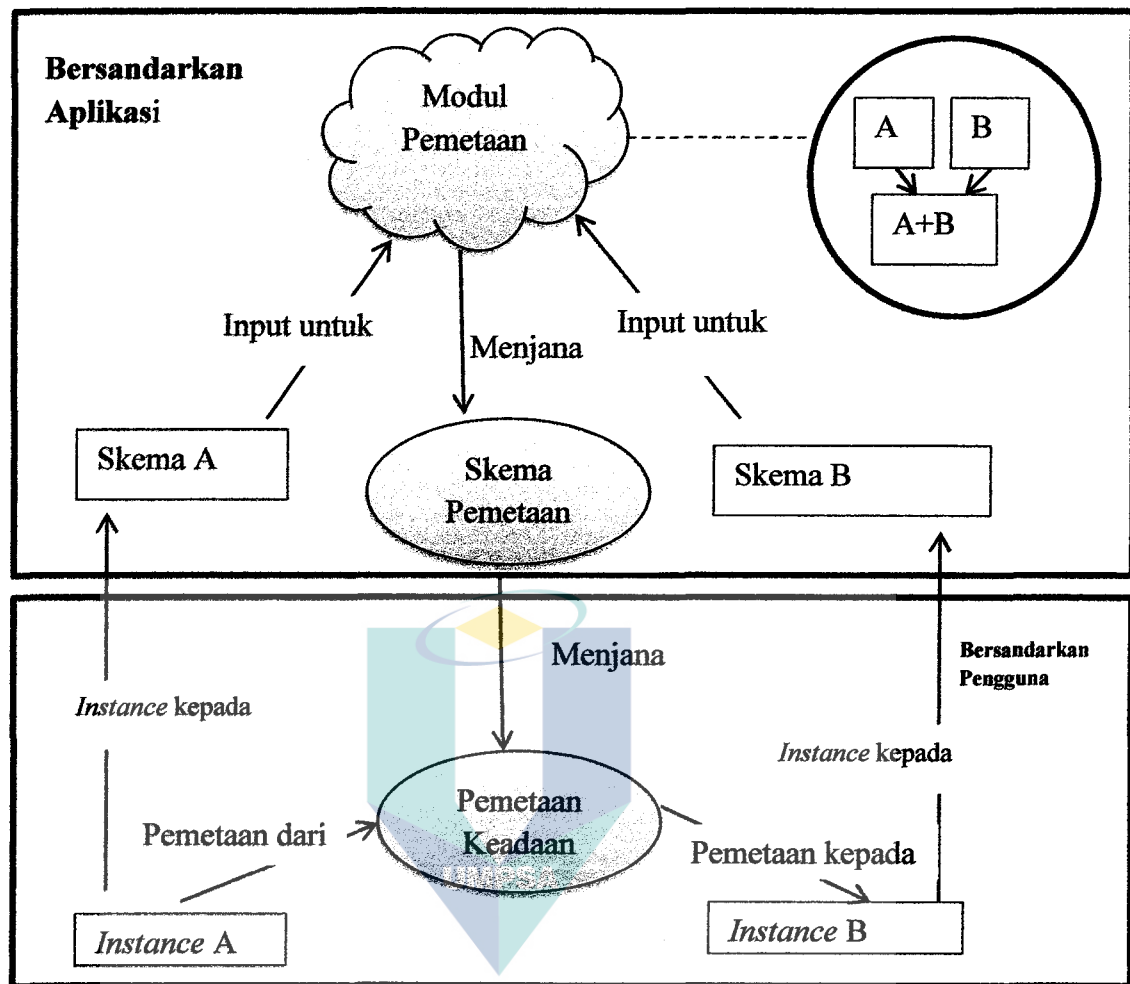 Bersandarkan
Aplikasi
Modul
Pemetaan
A
B
A+B
Input untuk
Input untuk
Menjana
Skema A
Skema
Pemetaan
Skema B
Menjana
Bersandarkan
Pengguna
Instance kepada
Instance kepada
Pemetaan
Keadaan
Pemetaan dari
Pemetaan kepada
UMPSA
Instance A
Instance B